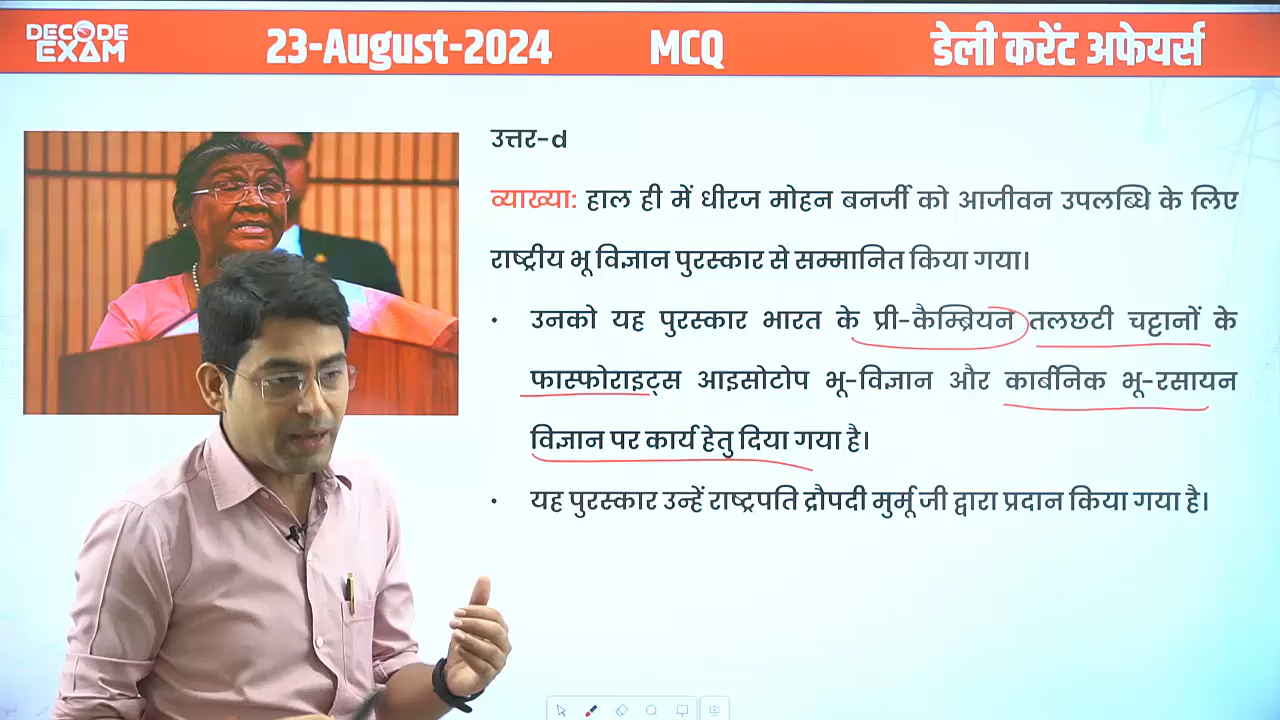 DECODE EXAM
23-August-2024 MCQ डेली करेंट अफेयर्स
उत्तर-d
व्याख्या: हाल ही में धीरज मोहन बनर्जी को आजीवन उपलब्धि के लिए
राष्ट्रीय भू विज्ञान पुरस्कार से सम्मानित किया गया।
• उनको यह पुरस्कार भारत के प्री-कैम्ब्रियन तलछटी चट्टानों के
फास्फोराइट्स आइसोटोप भू-विज्ञान और कार्बनिक भू-रसायन
विज्ञान पर कार्य हेतु दिया गया है।
• यह पुरस्कार उन्हें राष्ट्रपति द्रौपदी मुर्मू जी द्वारा प्रदान किया गया है।